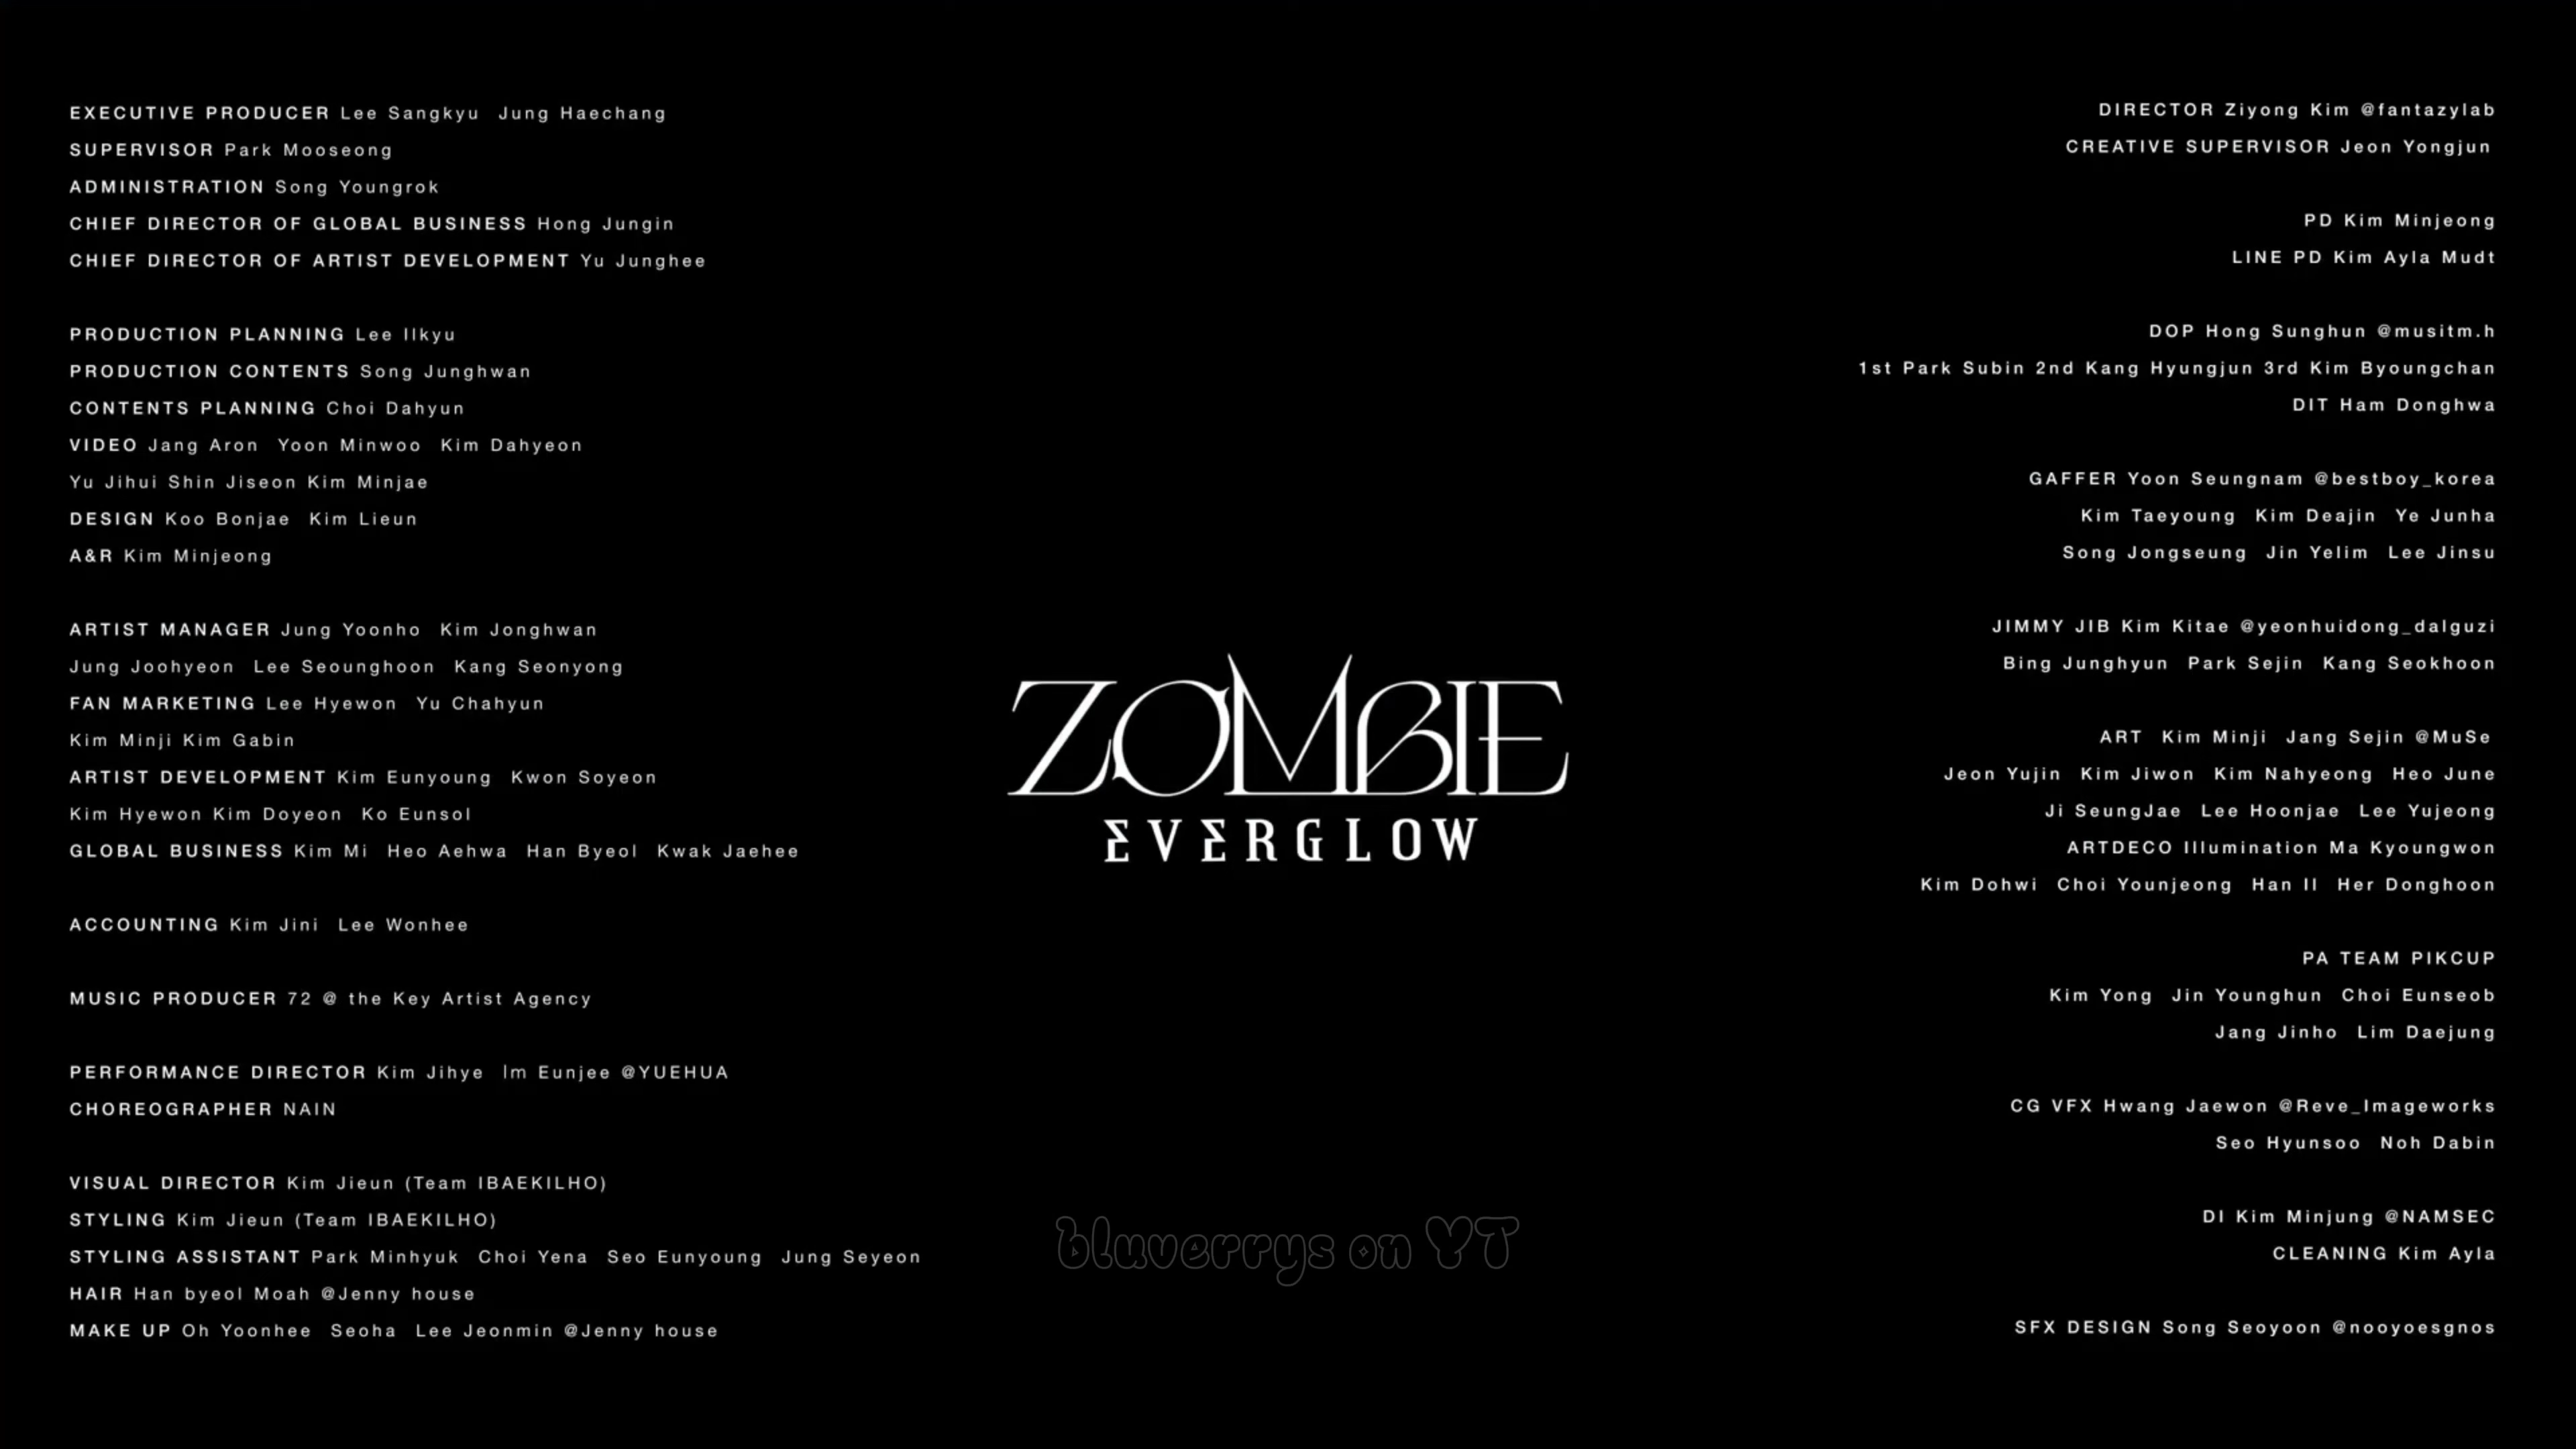 EXECUTIVE PRODUCER Lee Sangkyu Jung Haechang
SUPERVISOR Park Mooseong
ADMINISTRATION Song Youngrok
CHIEF DIRECTOR OF GLOBAL BUSINESS Hong Jungin
CHIEF DIRECTOR OF ARTIST DEVELOPMENT Yu Junghee
PRODUCTION PLANNING Lee Ilkyu
PRODUCTION CONTENTS Song Junghwan
CONTENTS PLANNING Choi Dahyun
VIDEO Jang Aron Yoon Minwoo Kim Dahyeon
Yu Jihui Shin Jiseon Kim Minjae
DESIGN Koo Bonjae Kim Lieun
A&R Kim Minjeong
ARTIST MANAGER Jung Yoonho Kim Jonghwan
Jung Joohyeon Lee Seounghoon Kang Seonyong
FAN MARKETING Lee Hyewon Yu Chahyun
Kim Minji Kim Gabin
ARTIST DEVELOPMENT Kim Eunyoung Kwon Soyeon
Kim Hyewon Kim Doyeon Ko Eunsol
GLOBAL BUSINESS Kim Mi Heo Aehwa Han Byeol Kwak Jaehee
ACCOUNTING Kim Jini Lee Wonhee
MUSIC PRODUCER 72 @ the Key Artist Agency
PERFORMANCE DIRECTOR Kim Jihye Im Eunjee @YUEHUA
CHOREOGRAPHER NAIN
VISUAL DIRECTOR Kim Jieun (Team IBAEKILHO)
STYLING Kim Jieun (Team IBAEKILHO)
STYLING ASSISTANT Park Minhyuk Choi Yena Seo Eunyoung Jung Seyeon
HAIR Han byeol Moah @Jenny house
MAKE UP Oh Yoonhee Seoha Lee Jeonmin @Jenny house
ZOMBIE
EVERGLOW
bluverrys on YT
DIRECTOR Ziyong Kim @fantazylab
CREATIVE SUPERVISOR Jeon Yongjun
PD Kim Minjeong
LINE PD Kim Ayla Mudt
DOP Hong Sunghun @musitm.h
1st Park Subin 2nd Kang Hyungjun 3rd Kim Byoungchan
DIT Ham Donghwa
GAFFER Yoon Seungnam @bestboy_korea
Kim Taeyoung Kim Deajin Ye Junha
Song Jongseung Jin Yelim Lee Jinsu
JIMMY JIB Kim Kitae @yeonhuidong_dalguzi
Bing Junghyun Park Sejin Kang Seokhoon
ART Kim Minji Jang Sejin @MuSe
Jeon Yujin Kim Jiwon Kim Nahyeong Heo June
Ji SeungJae Lee Hoonjae Lee Yujeong
ARTDECO Illumination Ma Kyoungwon
Kim Dohwi Choi Younjeong Han Il Her Donghoon
PA TEAM PIKCUP
Kim Yong Jin Younghun Choi Eunseob
Jang Jinho Lim Daejung
CG VFX Hwang Jaewon @Reve_Imageworks
Seo Hyunsoo Noh Dabin
DI Kim Minjung @NAMSEC
CLEANING Kim Ayla
SFX DESIGN Song Seoyoon @nooyoesgnos